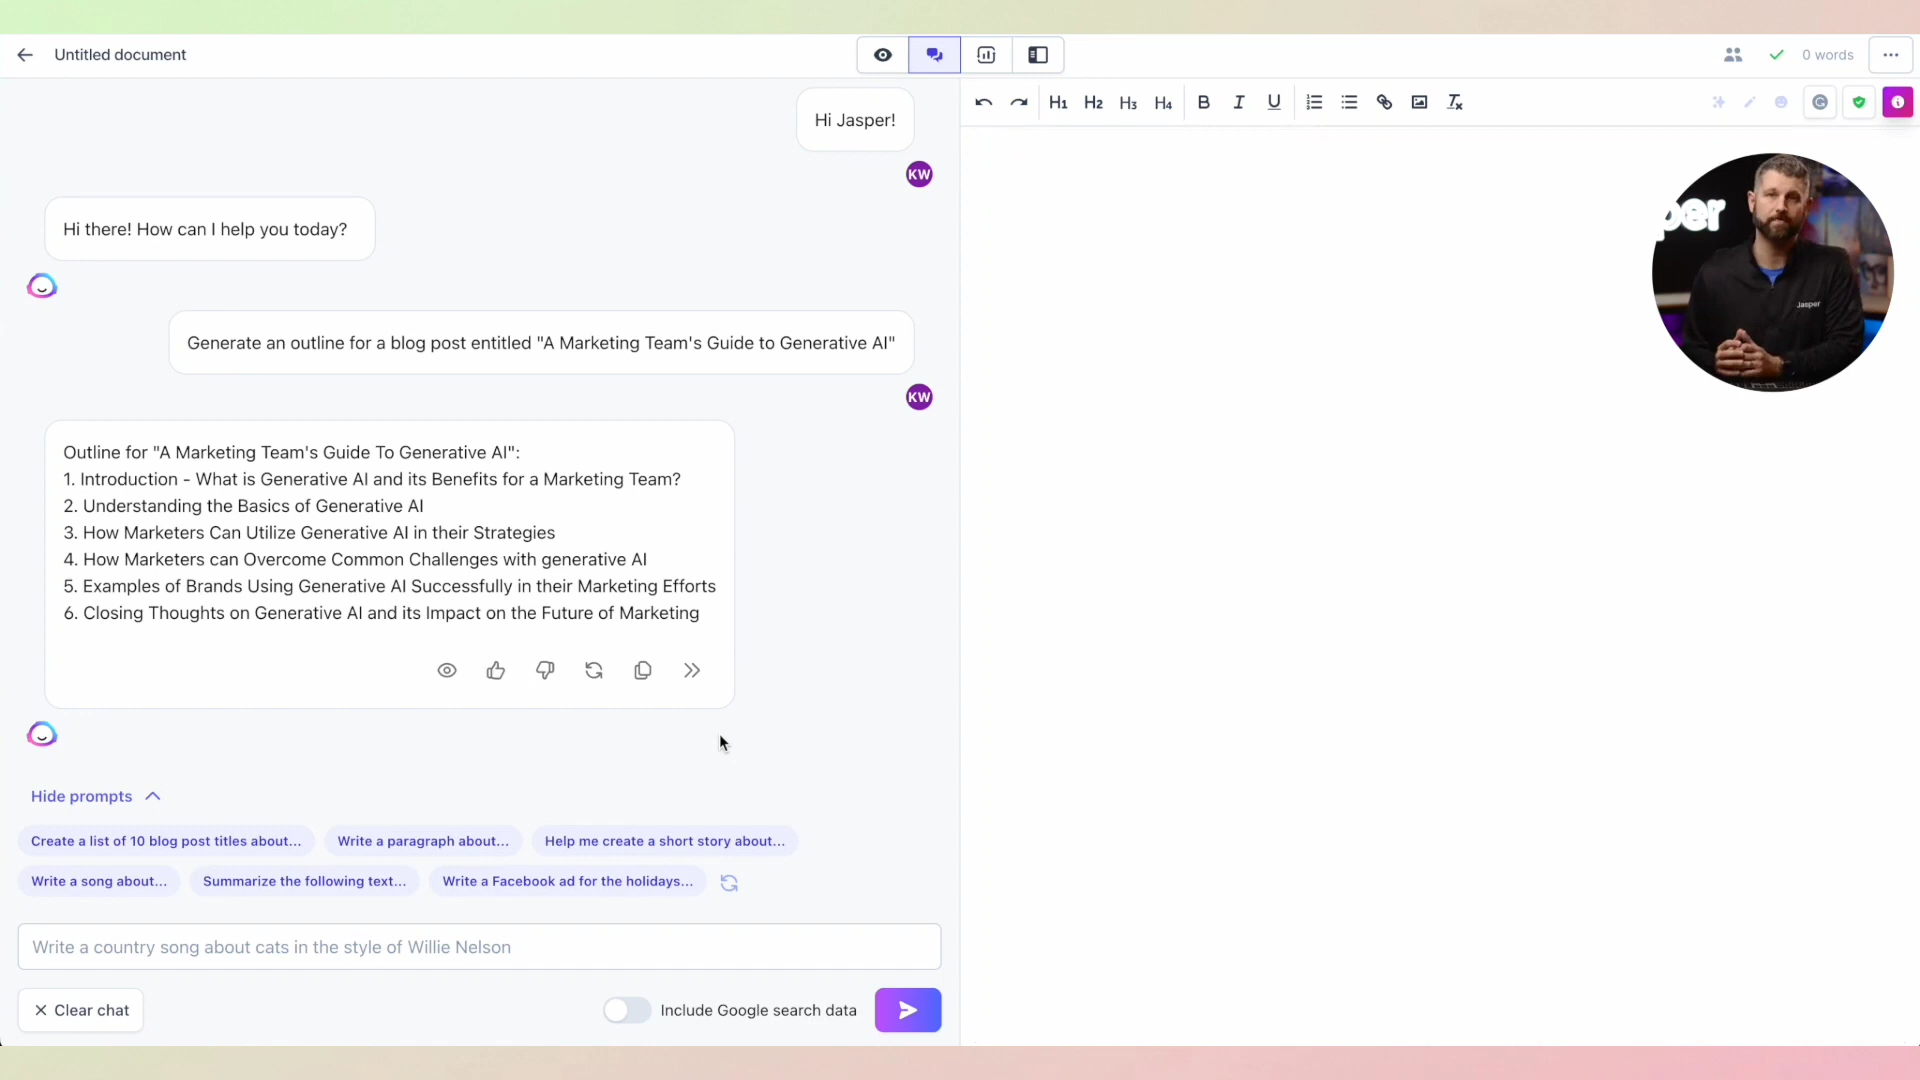 Untitled document
0 words
Hi Jasper!
H1 H2 H3 H4 B I U
KW
per
Jasper
Hi there! How can I help you today?
Generate an outline for a blog post entitled "A Marketing Team's Guide to Generative AI"
KW
Outline for "A Marketing Team's Guide To Generative AI":
1. Introduction - What is Generative AI and its Benefits for a Marketing Team?
2. Understanding the Basics of Generative AI
3. How Marketers Can Utilize Generative AI in their Strategies
4. How Marketers can Overcome Common Challenges with generative AI
5. Examples of Brands Using Generative AI Successfully in their Marketing Efforts
6. Closing Thoughts on Generative AI and its Impact on the Future of Marketing
Hide prompts
Create a list of 10 blog post titles about... Write a paragraph about... Help me create a short story about...
Write a song about... Summarize the following text... Write a Facebook ad for the holidays...
Write a country song about cats in the style of Willie Nelson
Clear chat
Include Google search data